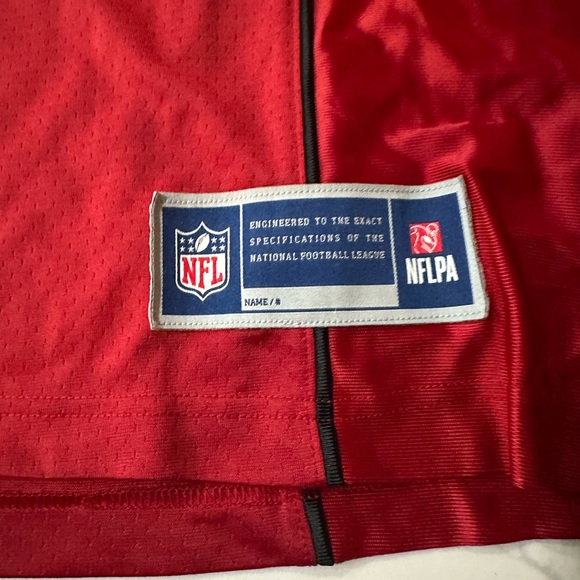 NFL
ENGINEERED TO THE EXACT
SPECIFICATIONS OF THE
NATIONAL FOOTBALL LEAGUE
NAME / #
NFLPA